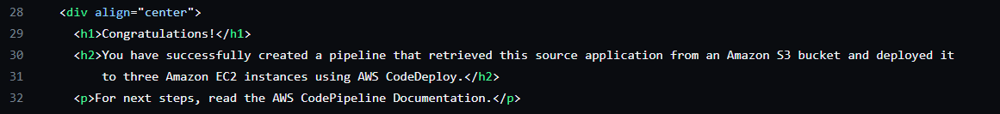 28 <div align="center">
29 <h1>Congratulations!</h1>
30 <h2>You have successfully created a pipeline that retrieved this source application from an Amazon S3 bucket and deployed it
31 to three Amazon EC2 instances using AWS CodeDeploy.</h2>
32 <p>For next steps, read the AWS CodePipeline Documentation.</p>